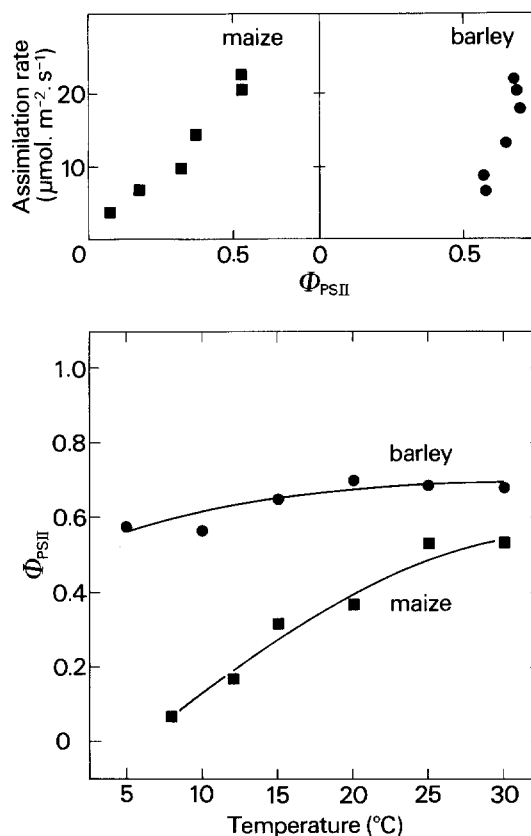 maize
barley
Assimilation rate
(μmol. m⁻². s⁻¹)
20
10
0
0.5
0
0.5
Φ_PSII
1.0
0.8
0.6
0.4
0.2
0
Φ_PSII
barley
maize
5
10
15
20
25
30
Temperature (°C)